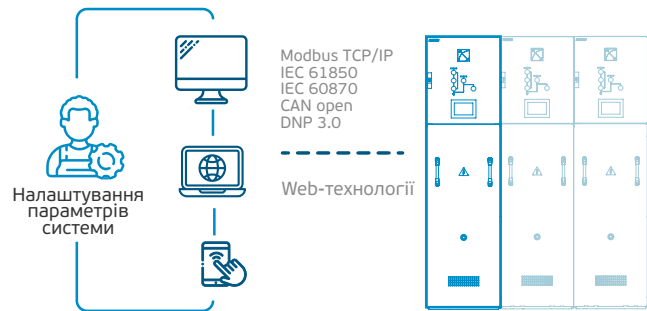 Modbus TCP/IP
IEC 61850
IEC 60870
CAN open
DNP 3.0
Web-технології
Налаштування
параметрів
системи